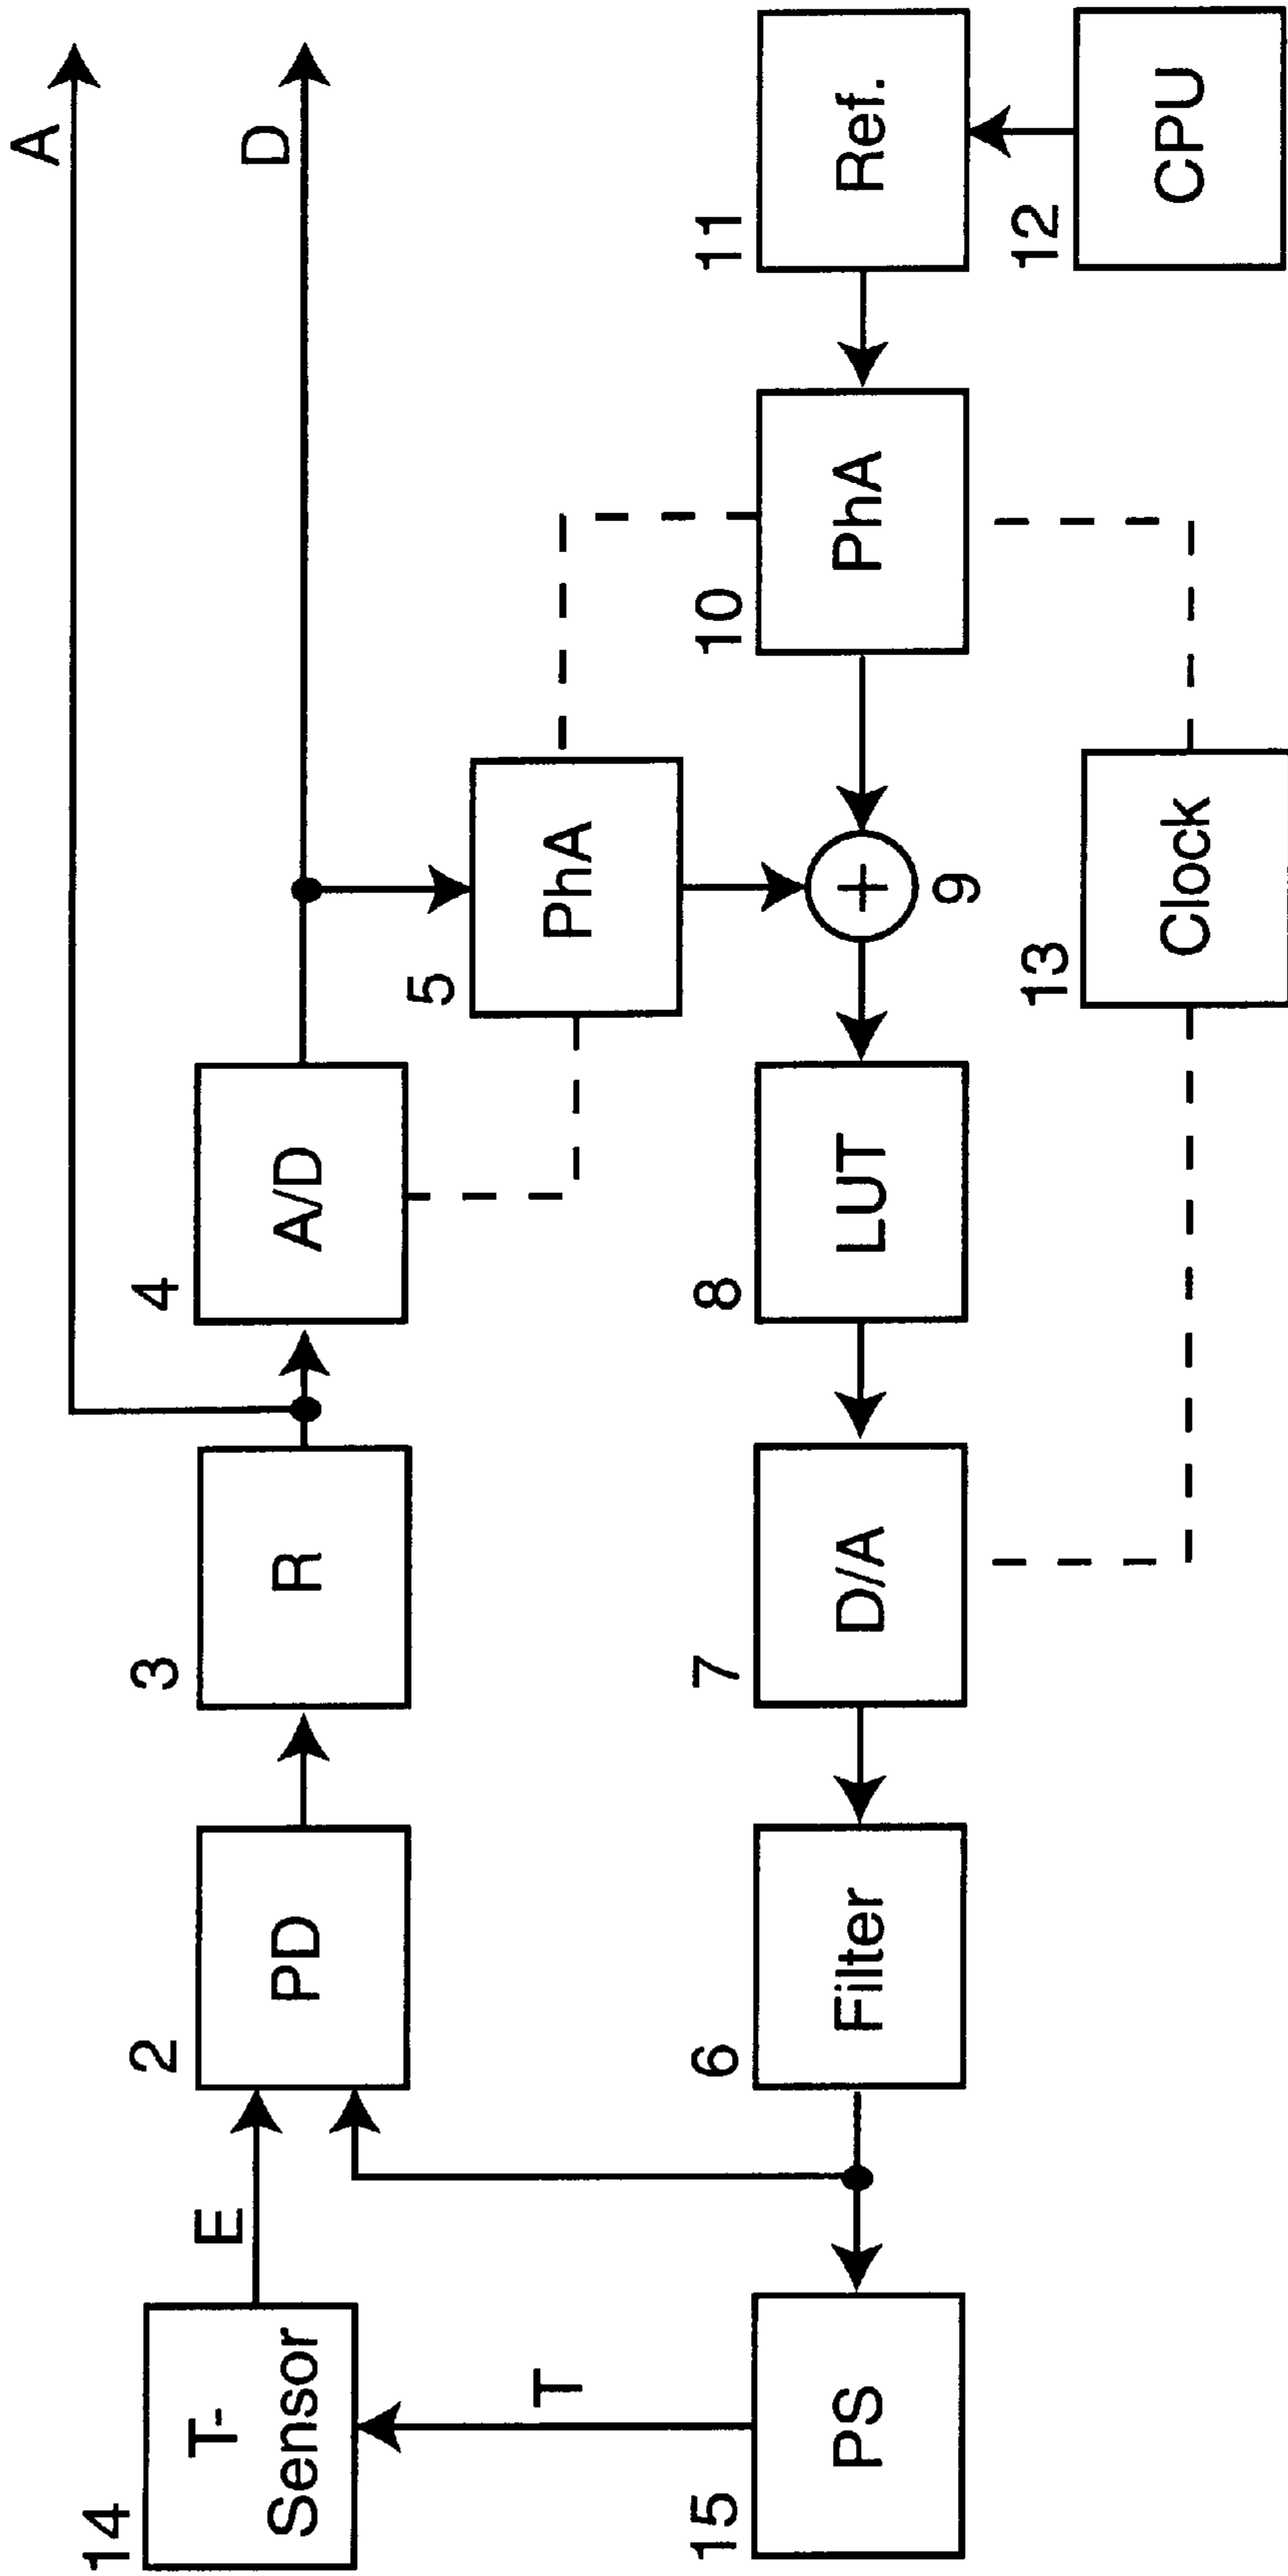 A
D
4
A/D
3
R
2
PD
E
14
T-
Sensor
5
PhA
11
Ref.
10
PhA
9
8
LUT
7
D/A
6
Filter
T
15
PS
12
CPU
13
Clock
+